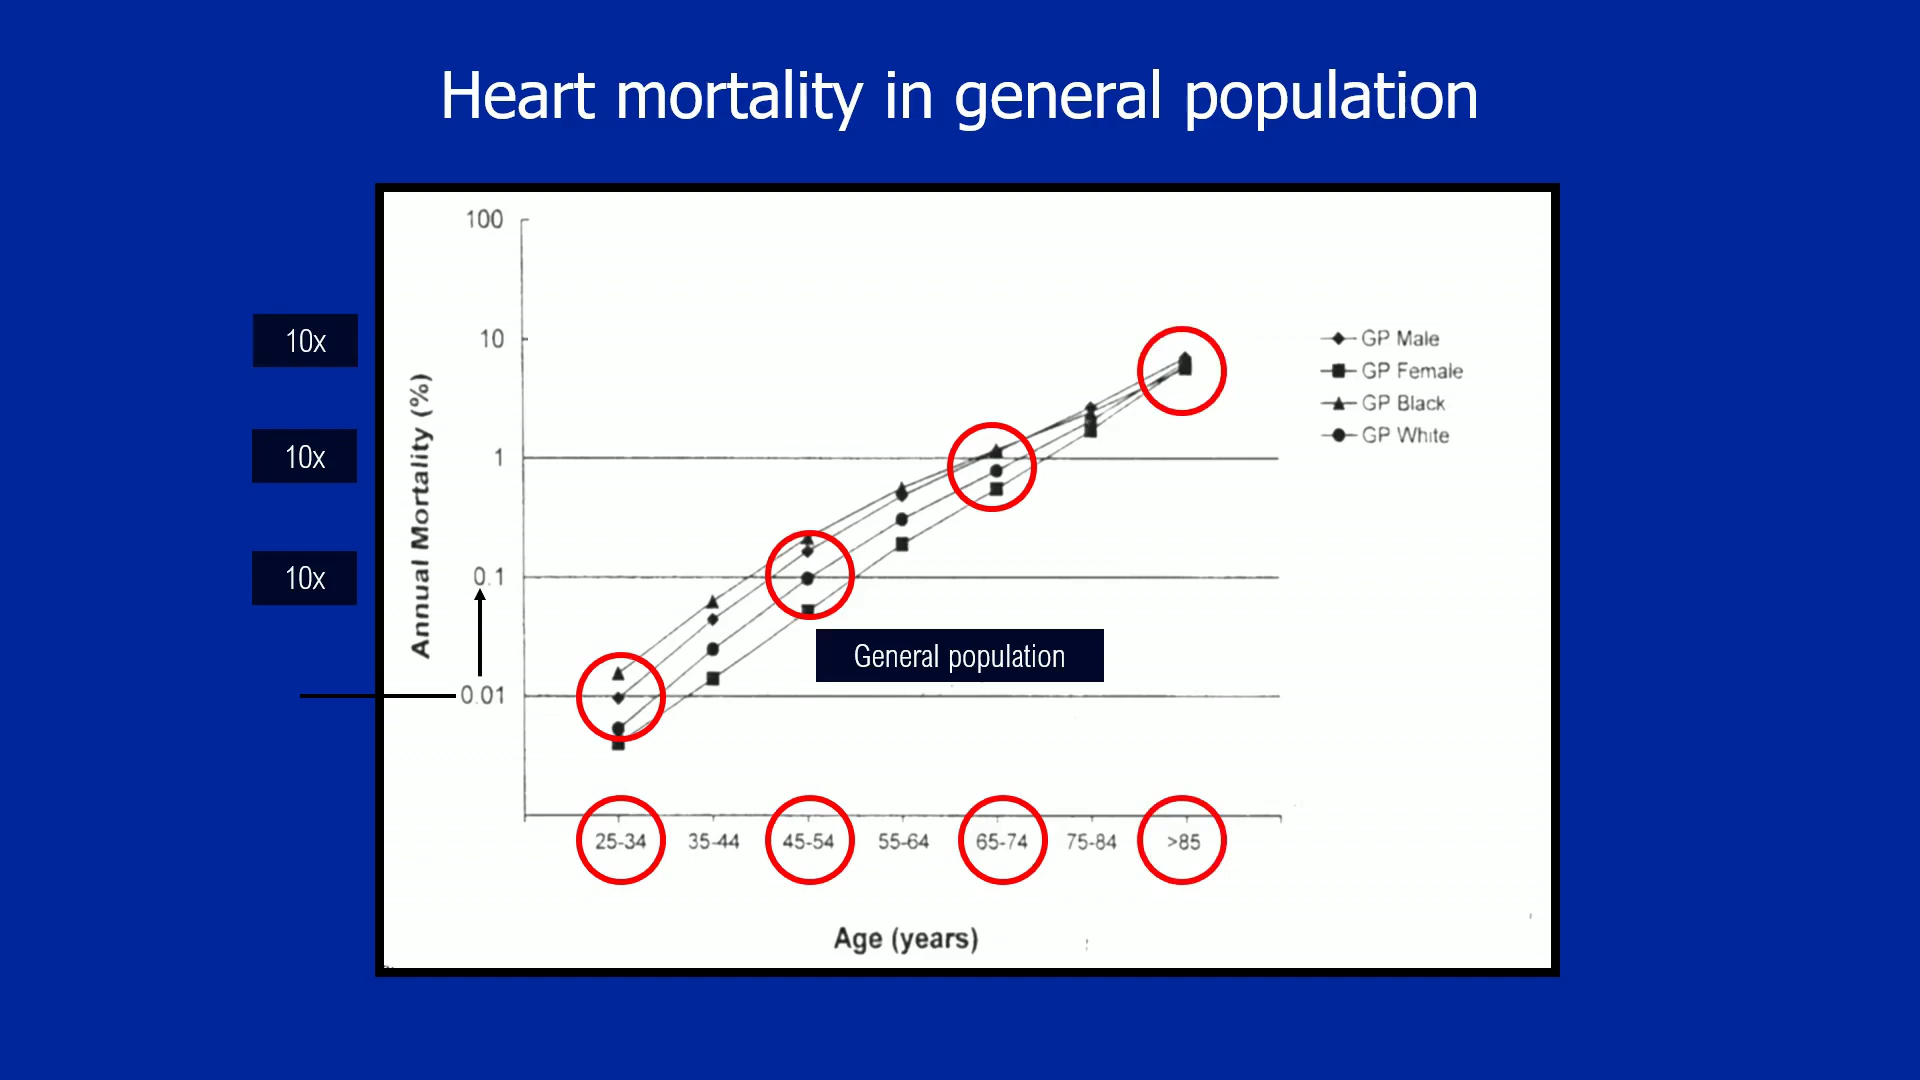 Heart mortality in general population
100
10
1
0.1
0.01
10x
10x
10x
Annual Mortality (%)
GP Male
GP Female
GP Black
GP White
General population
25-34 35-44 45-54 55-64 65-74 75-84 >85
Age (years)